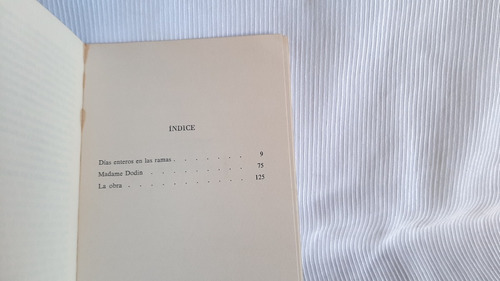 INDICE
Días enteros en las ramas . . . . . . . 9
Madame Dodin . . . . . . . . 75
La obra . . . . . . . . . . 125